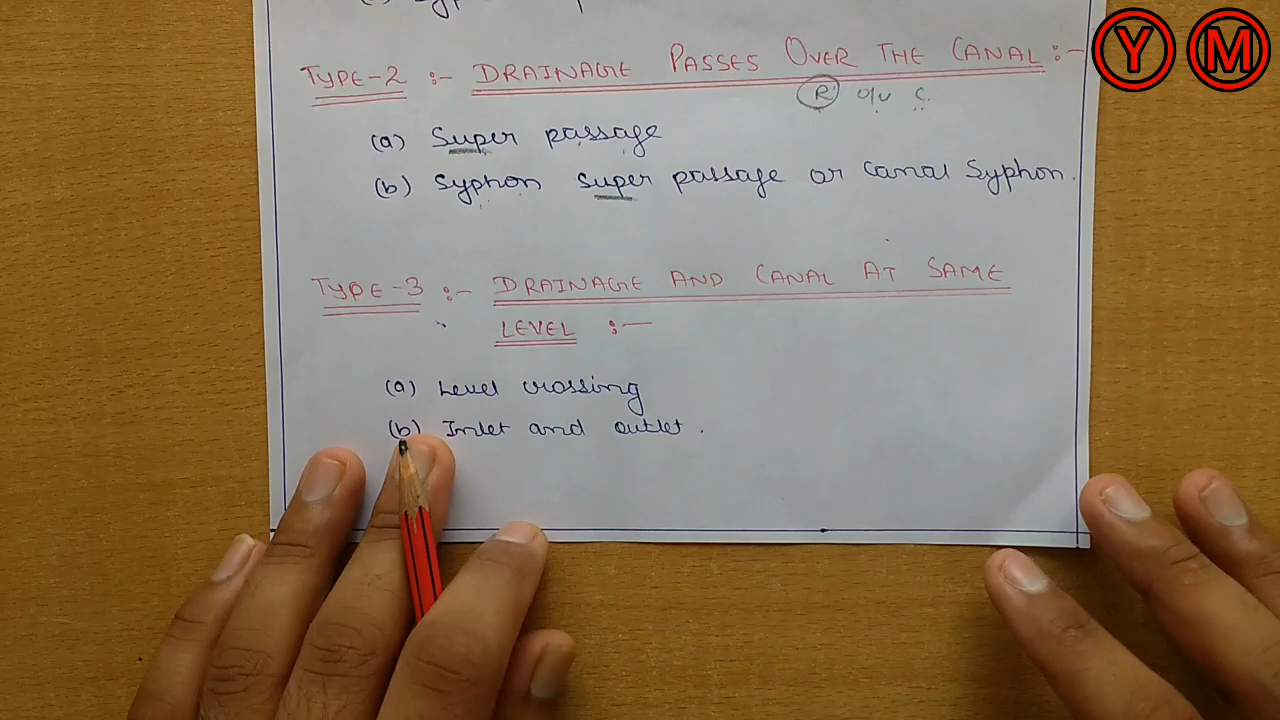 Y M
TYPE-2 :- DRAINAGE PASSES OVER THE CANAL :-
R o/v C.
(a) Super passage
(b) Syphon super passage or Canal Syphon.
TYPE-3 :- DRAINAGE AND CANAL AT SAME
LEVEL :-
(a) Level crossing
(b) Inlet and outlet.